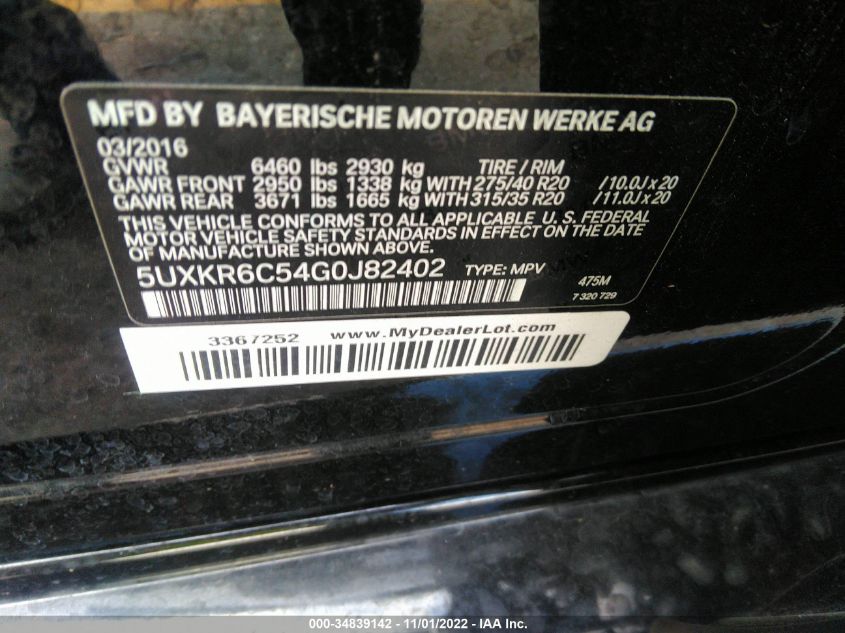 MFD BY BAYERISCHE MOTOREN WERKE AG
03/2016
GVWR 6460 lbs 2930 kg TIRE / RIM
GAWR FRONT 2950 lbs 1338 kg WITH 275/40 R20 / 10.0J x 20
GAWR REAR 3671 lbs 1665 kg WITH 315/35 R20 / 11.0J x 20
THIS VEHICLE CONFORMS TO ALL APPLICABLE U. S. FEDERAL
MOTOR VEHICLE SAFETY STANDARDS IN EFFECT ON THE DATE
OF MANUFACTURE SHOWN ABOVE.
5UXKR6C54G0J82402 TYPE: MPV 475M
7 320 729
3367252 www.MyDealerLot.com
000-34839142 - 11/01/2022 - IAA Inc.